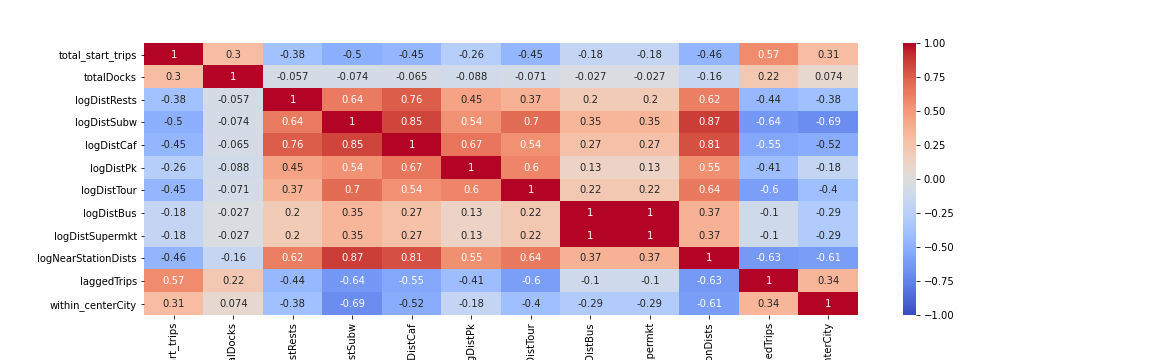 total_start_trips 1 0.3 -0.38 -0.5 -0.45 -0.26 -0.45 -0.18 -0.18 -0.46 0.57 0.31 1.00
totalDocks 0.3 1 -0.057 -0.074 -0.065 -0.088 -0.071 -0.027 -0.027 -0.16 0.22 0.074 0.75
logDistRests -0.38 -0.057 1 0.64 0.76 0.45 0.37 0.2 0.2 0.62 -0.44 -0.38 0.50
logDistSubw -0.5 -0.074 0.64 1 0.85 0.54 0.7 0.35 0.35 0.87 -0.64 -0.69
logDistCaf -0.45 -0.065 0.76 0.85 1 0.67 0.54 0.27 0.27 0.81 -0.55 -0.52 0.25
logDistPk -0.26 -0.088 0.45 0.54 0.67 1 0.6 0.13 0.13 0.55 -0.41 -0.18 0.00
logDistTour -0.45 -0.071 0.37 0.7 0.54 0.6 1 0.22 0.22 0.64 -0.6 -0.4
logDistBus -0.18 -0.027 0.2 0.35 0.27 0.13 0.22 1 1 0.37 -0.1 -0.29 −0.25
logDistSupermkt -0.18 -0.027 0.2 0.35 0.27 0.13 0.22 1 1 0.37 -0.1 -0.29
logNearStationDists -0.46 -0.16 0.62 0.87 0.81 0.55 0.64 0.37 0.37 1 -0.63 -0.61 −0.50
laggedTrips 0.57 0.22 -0.44 -0.64 -0.55 -0.41 -0.6 -0.1 -0.1 -0.63 1 0.34 −0.75
within_centerCity 0.31 0.074 -0.38 -0.69 -0.52 -0.18 -0.4 -0.29 -0.29 -0.61 0.34 1 −1.00
rt_trips alDocks stRests stSubw DistCaf gDistPk DistTour DistBus permkt onDists edTrips nterCity